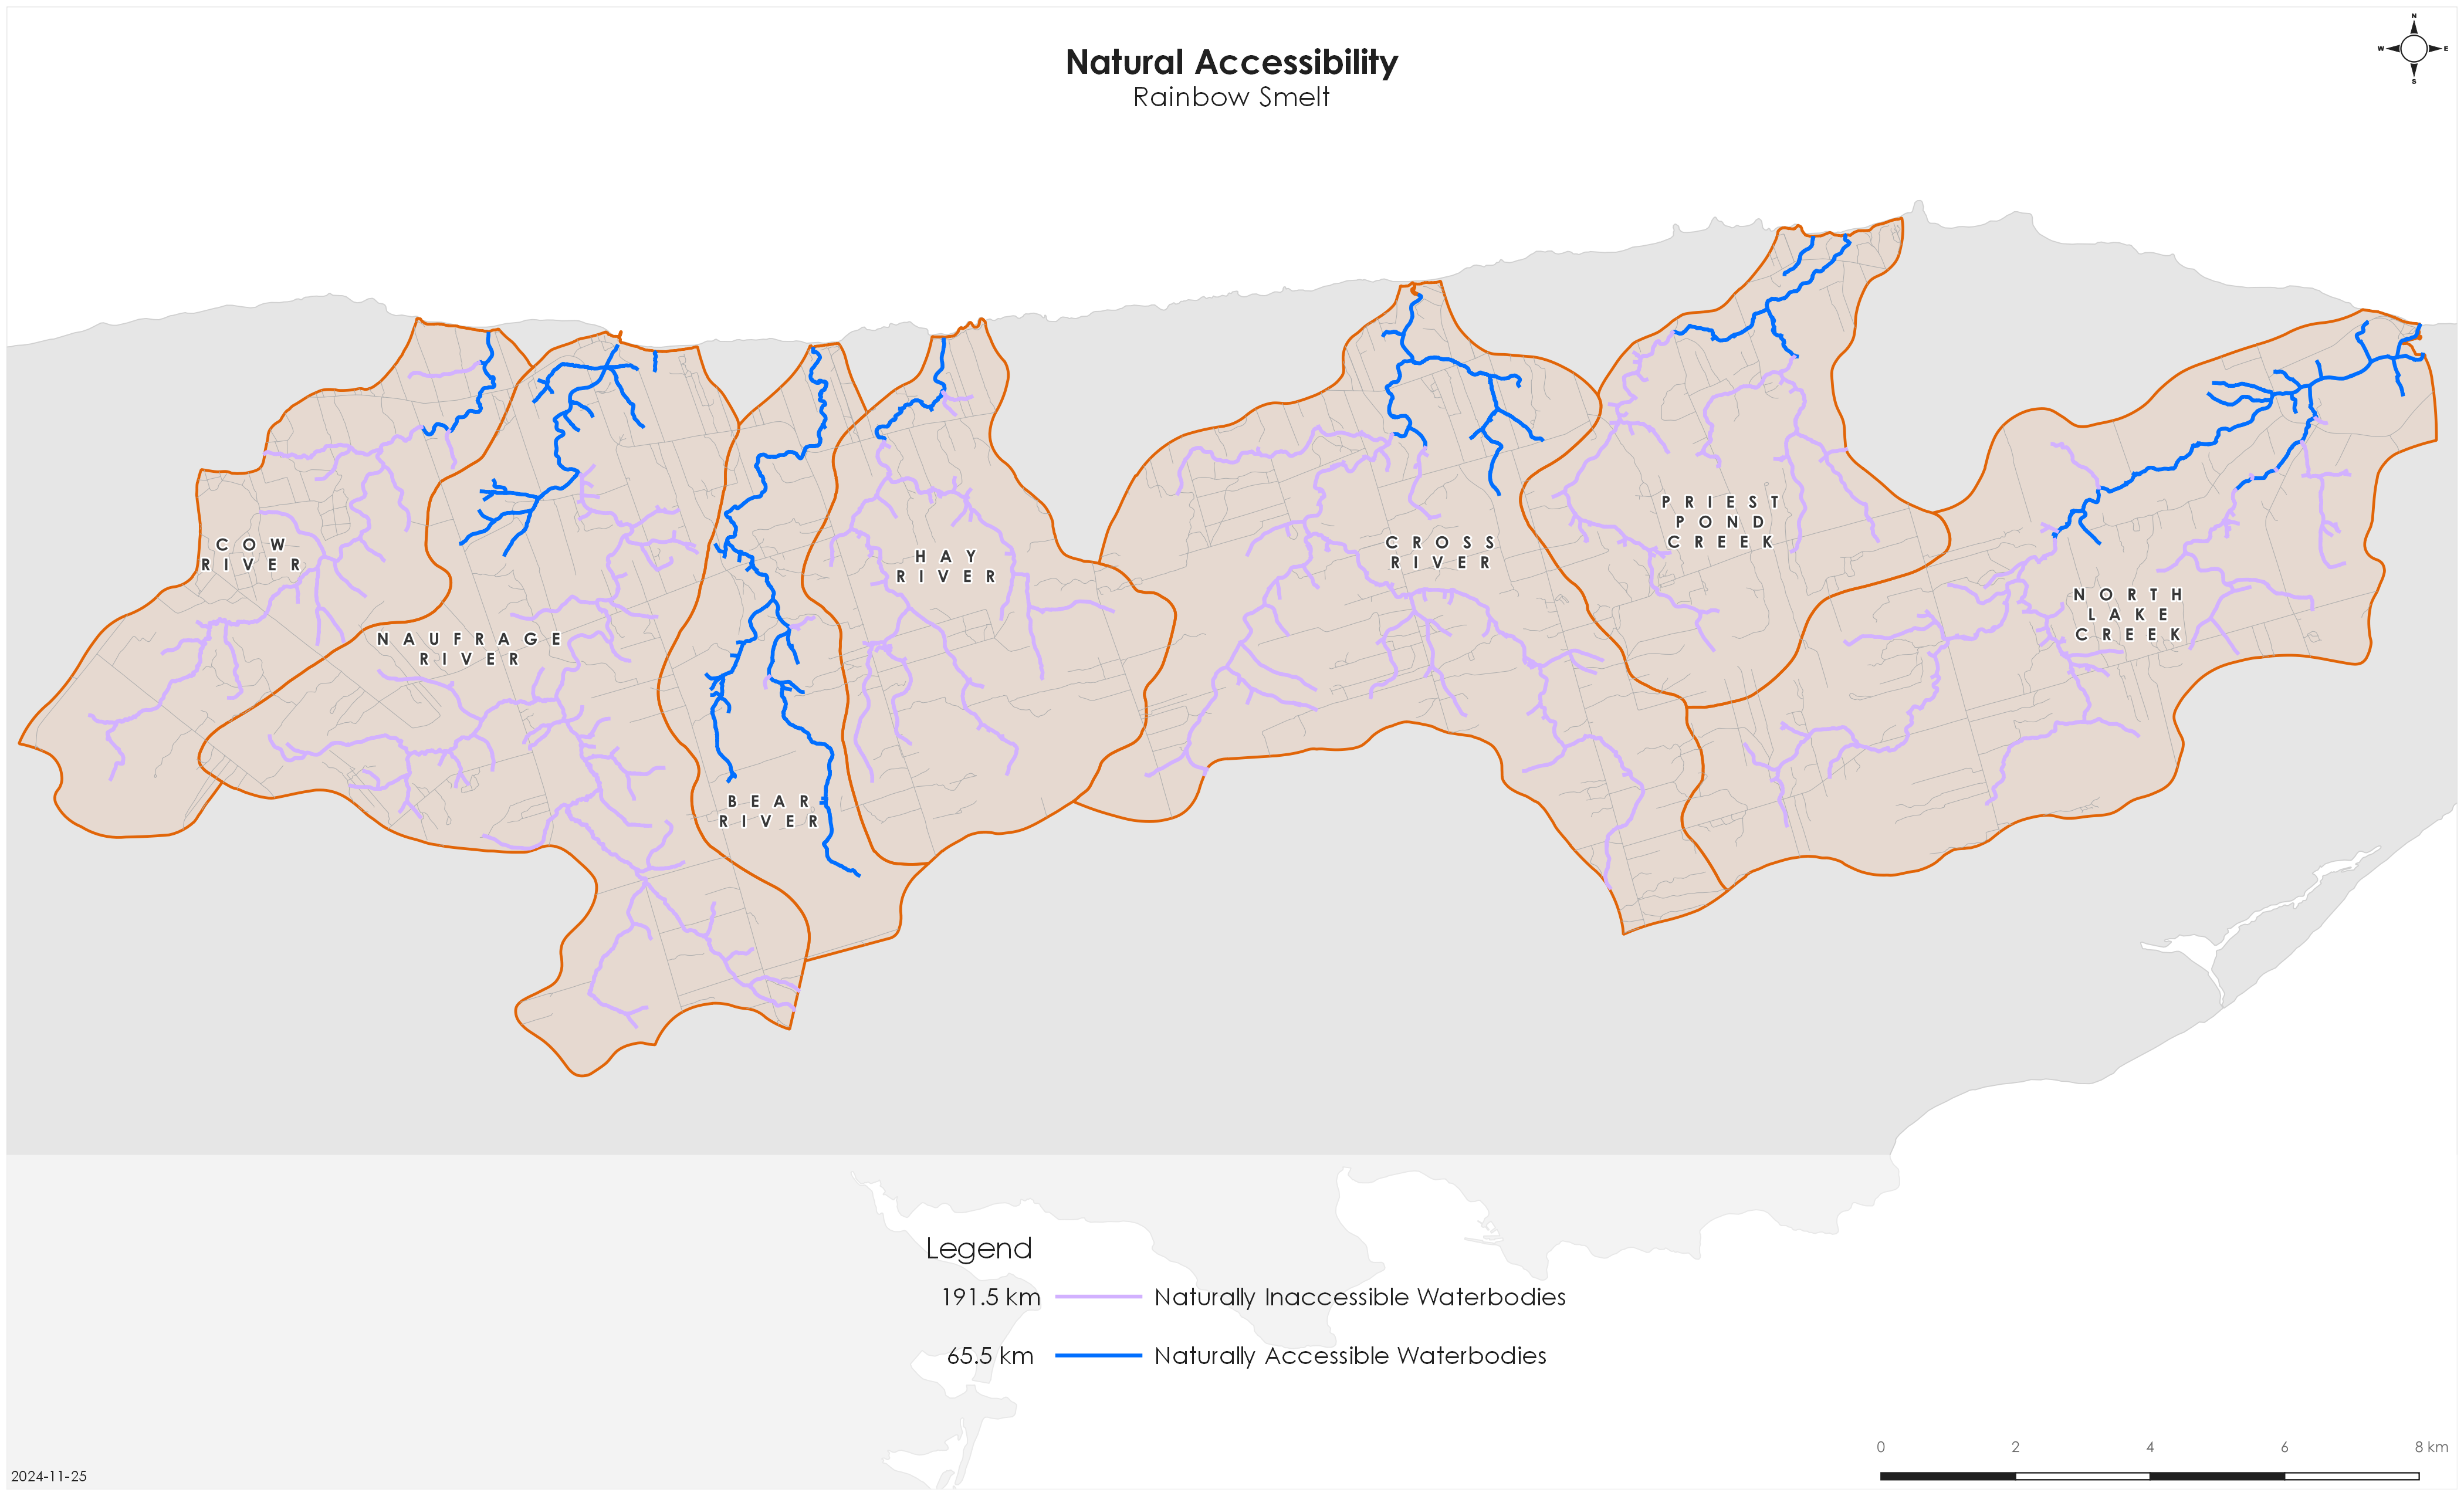 Natural Accessibility
Rainbow Smelt
N
W E
S
COW
RIVER
NAUFRAGE
RIVER
BEAR
RIVER
HAY
RIVER
CROSS
RIVER
PRIEST
POND
CREEK
NORTH
LAKE
CREEK
Legend
191.5 km Naturally Inaccessible Waterbodies
65.5 km Naturally Accessible Waterbodies
0 2 4 6 8 km
2024-11-25